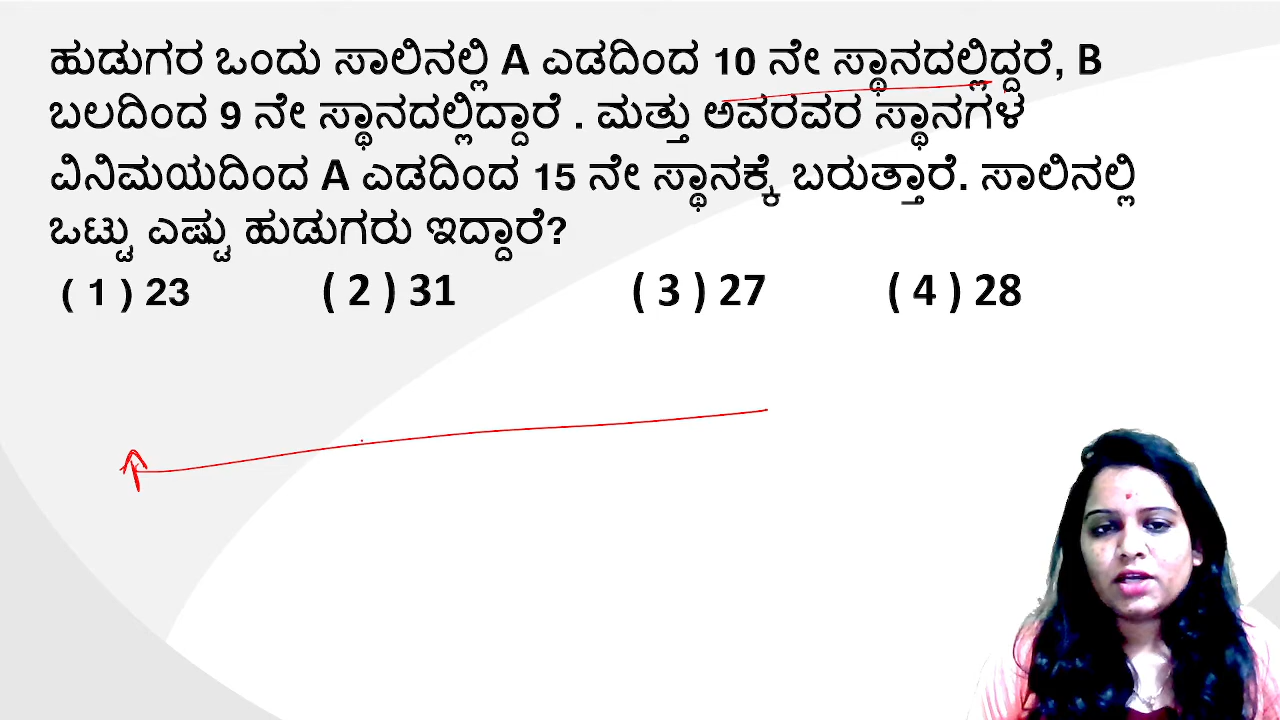 ಹುಡುಗರ ಒಂದು ಸಾಲಿನಲ್ಲಿ A ಎಡದಿಂದ 10 ನೇ ಸ್ಥಾನದಲ್ಲಿದ್ದರೆ, B
ಬಲದಿಂದ 9 ನೇ ಸ್ಥಾನದಲ್ಲಿದ್ದಾರೆ . ಮತ್ತು ಅವರವರ ಸ್ಥಾನಗಳ
ವಿನಿಮಯದಿಂದ A ಎಡದಿಂದ 15 ನೇ ಸ್ಥಾನಕ್ಕೆ ಬರುತ್ತಾರೆ. ಸಾಲಿನಲ್ಲಿ
ಒಟ್ಟು ಎಷ್ಟು ಹುಡುಗರು ಇದ್ದಾರೆ?
( 1 ) 23 ( 2 ) 31 ( 3 ) 27 ( 4 ) 28